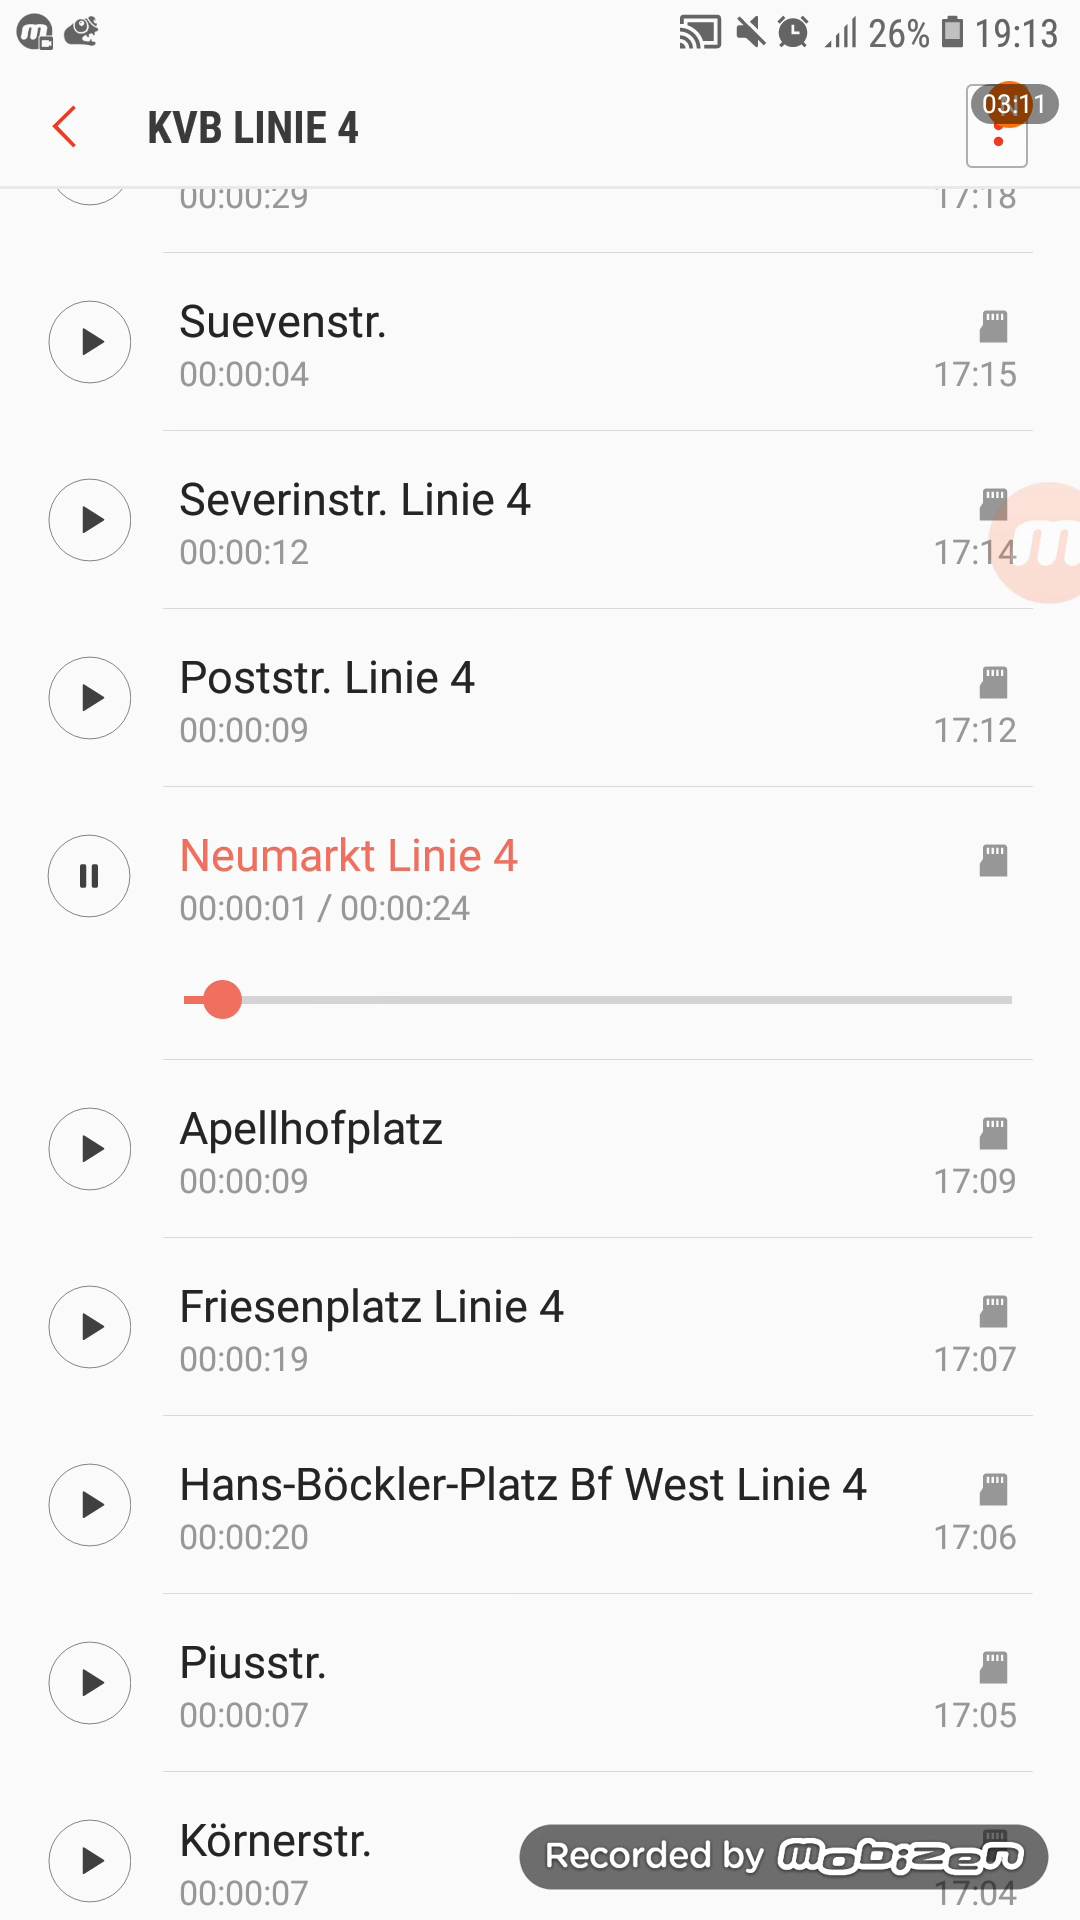 26% 19:13
KVB LINIE 4
03:11
00:00:29 17:18
Suevenstr.
00:00:04 17:15
Severinstr. Linie 4
00:00:12 17:14
Poststr. Linie 4
00:00:09 17:12
Neumarkt Linie 4
00:00:01 / 00:00:24
Apellhofplatz
00:00:09 17:09
Friesenplatz Linie 4
00:00:19 17:07
Hans-Böckler-Platz Bf West Linie 4
00:00:20 17:06
Piusstr.
00:00:07 17:05
Körnerstr.
Recorded by mobizen
00:00:07 17:04